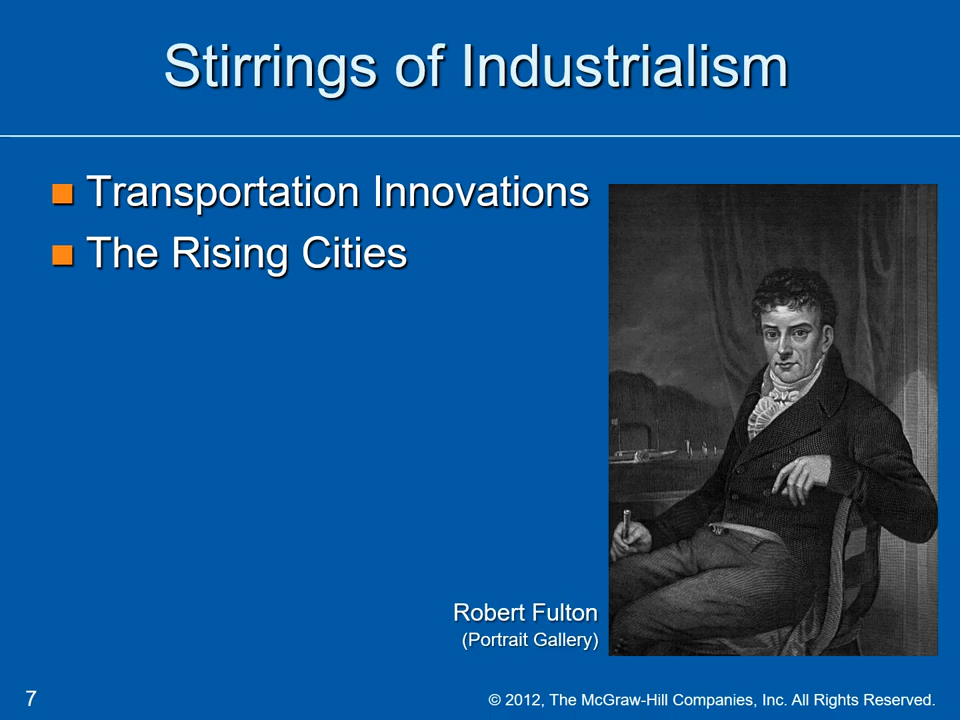 Stirrings of Industrialism
Transportation Innovations
The Rising Cities
Robert Fulton
(Portrait Gallery)
7
© 2012, The McGraw-Hill Companies, Inc. All Rights Reserved.